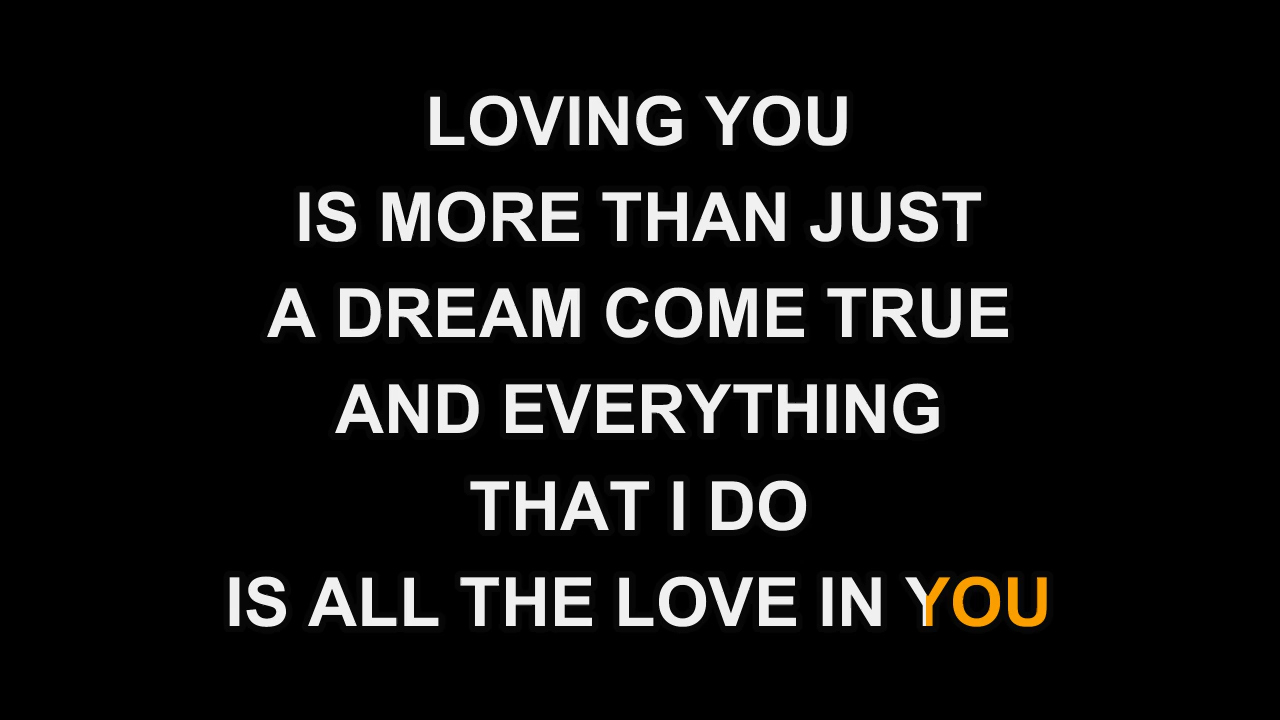 LOVING YOU
IS MORE THAN JUST
A DREAM COME TRUE
AND EVERYTHING
THAT I DO
IS ALL THE LOVE IN YOU